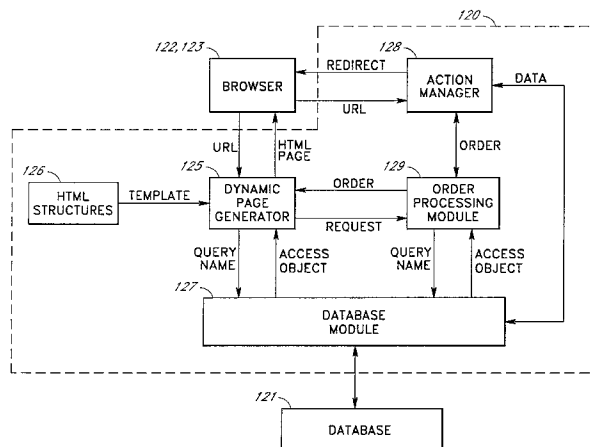 120
122,123
128
BROWSER
REDIRECT
ACTION
MANAGER
DATA
URL
URL
HTML
PAGE
ORDER
126
125
129
HTML
STRUCTURES
TEMPLATE
DYNAMIC
PAGE
GENERATOR
ORDER
REQUEST
ORDER
PROCESSING
MODULE
QUERY
NAME
ACCESS
OBJECT
QUERY
NAME
ACCESS
OBJECT
127
DATABASE
MODULE
121
DATABASE